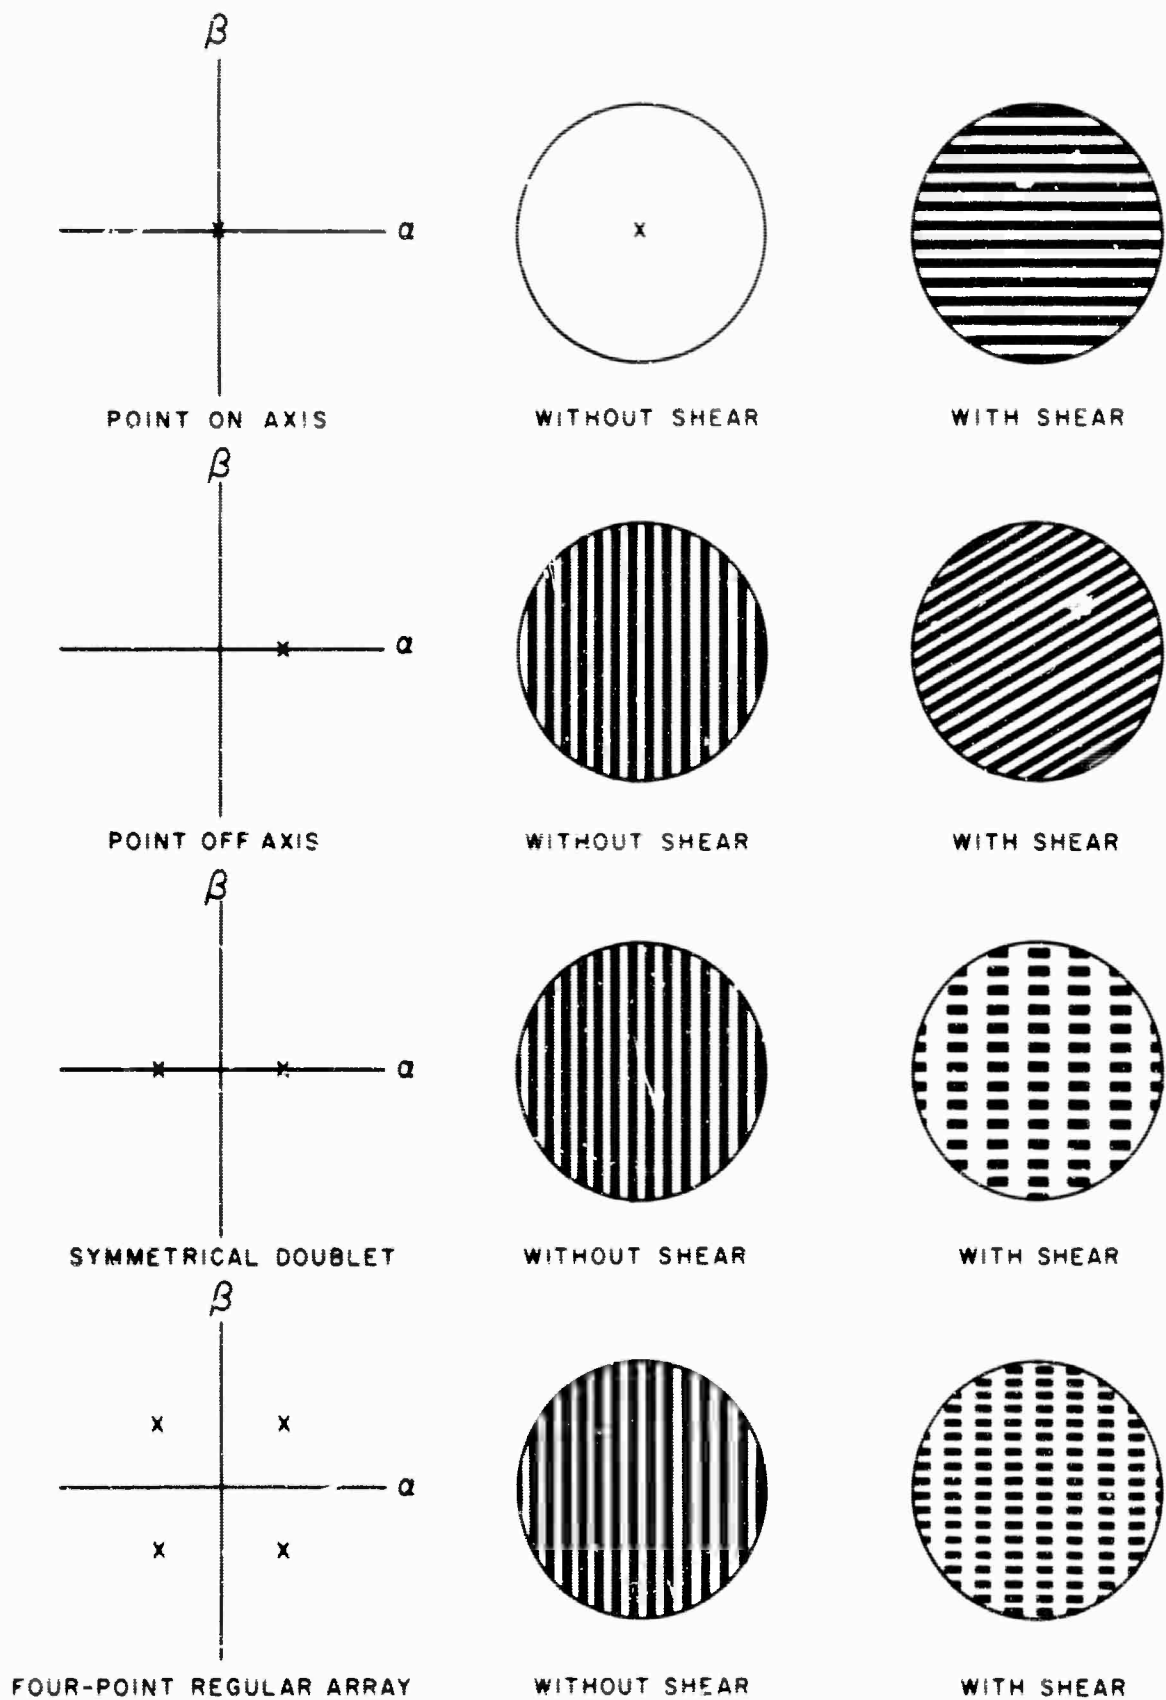 β
α
x
POINT ON AXIS
WITHOUT SHEAR
WITH SHEAR
β
α
POINT OFF AXIS
WITHOUT SHEAR
WITH SHEAR
β
α
SYMMETRICAL DOUBLET
WITHOUT SHEAR
WITH SHEAR
β
x x
α
x x
FOUR-POINT REGULAR ARRAY
WITHOUT SHEAR
WITH SHEAR